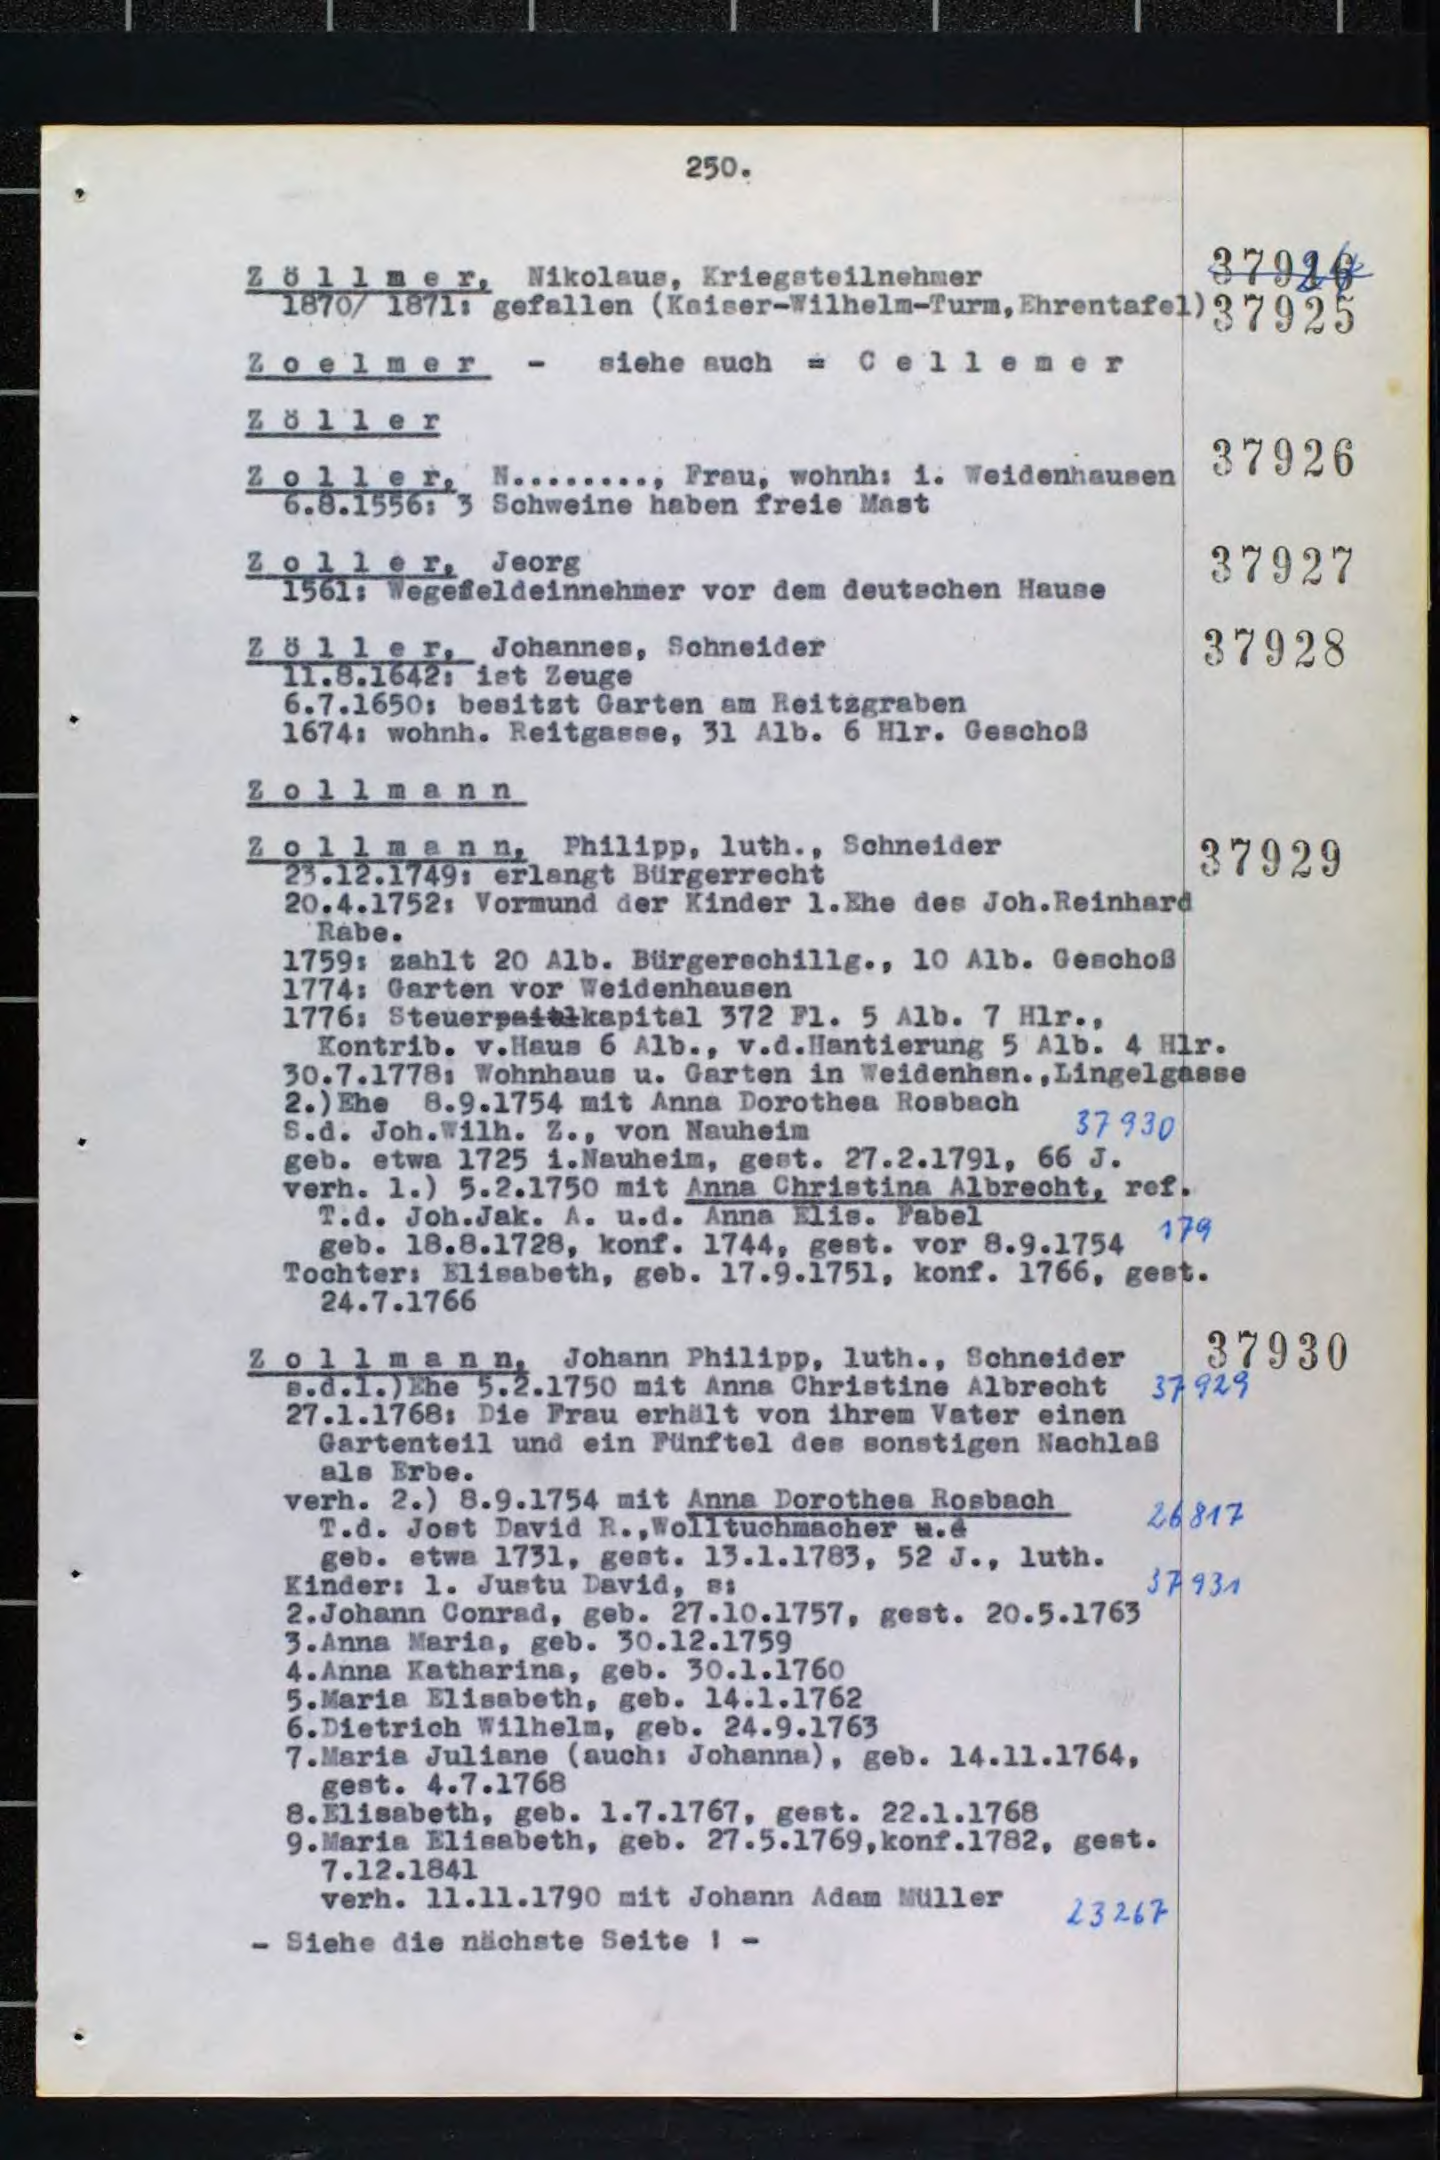 250.
Z ö l l m e r, Nikolaus, Kriegsteilnehmer
1870/ 1871: gefallen (Kaiser-Wilhelm-Turm,Ehrentafel) 37925
Z o e l m e r - siehe auch = C e l l e m e r
Z ö l l e r
37926
Z o l l e r, N........., Frau, wohnh: i. Weidenhausen
6.8.1556: 3 Schweine haben freie Mast
Z o l l e r, Jeorg 37927
1561: eldeinnehmer vor dem deutschen Hause
Z ö l l e r, Johannes, Schneider 37928
11.8.1642: ist Zeuge
6.7.1650: besitzt Garten am Reitzgraben
1674: wohnh. Reitgasse, 31 Alb. 6 Hlr. Geschoß
Z o l l m a n n
Z o l l m a n n, Philipp, luth., Schneider 37929
23.12.1749: erlangt Bürgerrecht
20.4.1752: Vormund der Kinder 1.Ehe des Joh.Reinhard
Rabe.
1759: zahlt 20 Alb. Bürgerschillg., 10 Alb. Geschoß
1774: Garten vor Weidenhausen
1776: Steuerkapital 372 Fl. 5 Alb. 7 Hlr.,
Kontrib. v.Haus 6 Alb., v.d.Hantierung 5 Alb. 4 Hlr.
30.7.1778: Wohnhaus u. Garten in Weidenhsn.,Lingelgasse
2.)Ehe 8.9.1754 mit Anna Dorothea Rosbach
S.d. Joh.Wilh. Z., von Nauheim 37930
geb. etwa 1725 i.Nauheim, gest. 27.2.1791, 66 J.
verh. 1.) 5.2.1750 mit Anna Christina Albrecht, ref.
T.d. Joh.Jak. A. u.d. Anna Elis. Fabel
geb. 18.8.1728, konf. 1744, gest. vor 8.9.1754 179
Tochter: Elisabeth, geb. 17.9.1751, konf. 1766, gest.
24.7.1766
Z o l l m a n n, Johann Philipp, luth., Schneider 37930
s.d.1.)Ehe 5.2.1750 mit Anna Christine Albrecht 37929
27.1.1768: Die Frau erhält von ihrem Vater einen
Gartenteil und ein Fünftel des sonstigen Nachlaß
als Erbe.
verh. 2.) 8.9.1754 mit Anna Dorothea Rosbach 26817
T.d. Jost David R.,Wolltuchmacher u.d
geb. etwa 1731, gest. 13.1.1783, 52 J., luth.
Kinder: 1. Justu David, s: 37931
2.Johann Conrad, geb. 27.10.1757, gest. 20.5.1763
3.Anna Maria, geb. 30.12.1759
4.Anna Katharina, geb. 30.1.1760
5.Maria Elisabeth, geb. 14.1.1762
6.Dietrich Wilhelm, geb. 24.9.1763
7.Maria Juliane (auch: Johanna), geb. 14.11.1764,
gest. 4.7.1768
8.Elisabeth, geb. 1.7.1767, gest. 22.1.1768
9.Maria Elisabeth, geb. 27.5.1769,konf.1782, gest.
7.12.1841
verh. 11.11.1790 mit Johann Adam Müller 23267
- Siehe die nächste Seite ! -